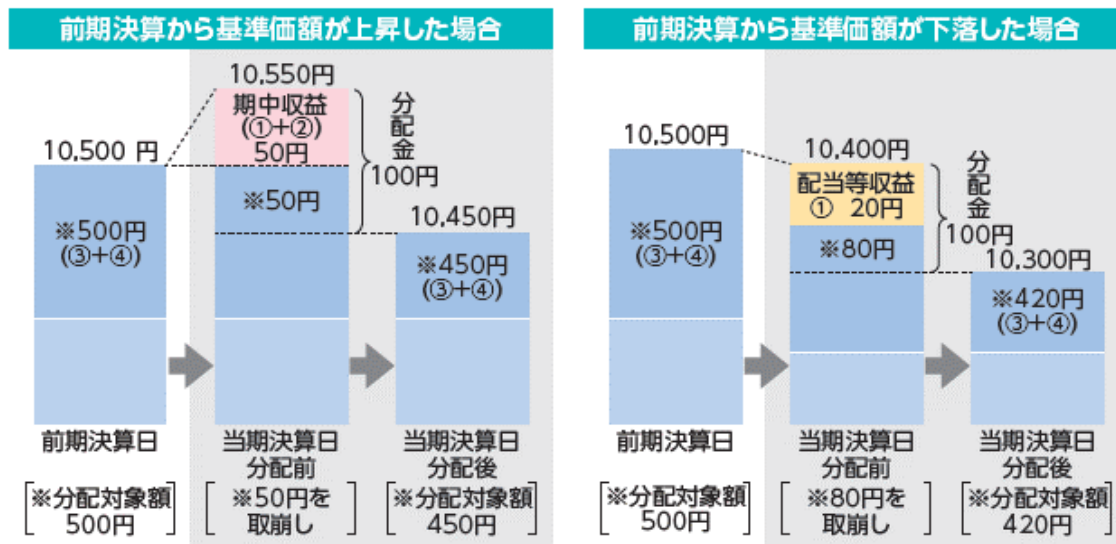 前期決算から基準価額が上昇した場合
10,550円
期中収益
(①+②)
50円
分配金
100円
10,500 円
※500円
(③+④)
※50円
10,450円
※450円
(③+④)
前期決算日
当期決算日
分配前
当期決算日
分配後
※分配対象額
500円
※50円を
取崩し
※分配対象額
450円
前期決算から基準価額が下落した場合
10,500円
※500円
(③+④)
10,400円
配当等収益
① 20円
※80円
分配金
100円
10,300円
※420円
(③+④)
前期決算日
当期決算日
分配前
当期決算日
分配後
※分配対象額
500円
※80円を
取崩し
※分配対象額
420円